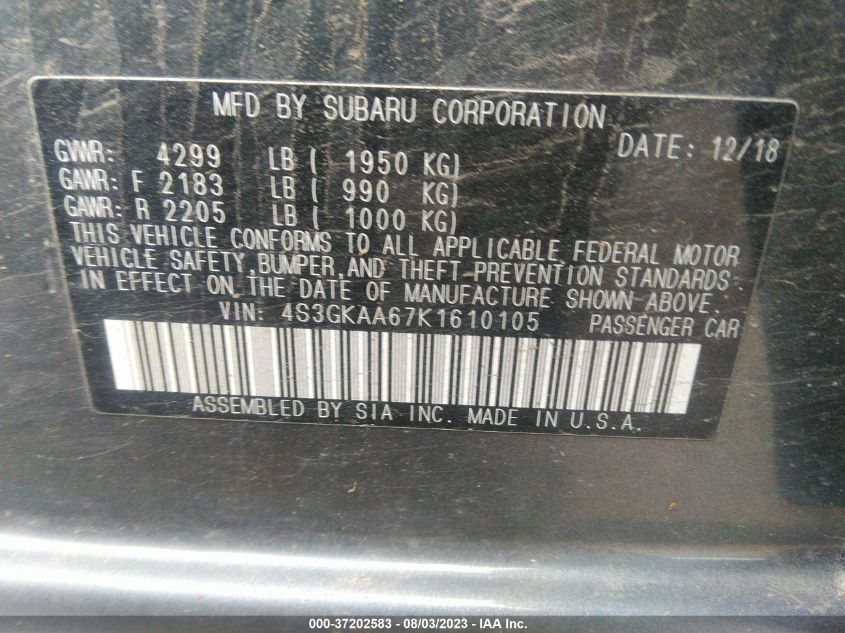 MFD BY SUBARU CORPORATION
DATE: 12/18
GVWR: 4299 LB ( 1950 KG)
GAWR: F 2183 LB ( 990 KG)
GAWR: R 2205 LB ( 1000 KG)
THIS VEHICLE CONFORMS TO ALL APPLICABLE FEDERAL MOTOR
VEHICLE SAFETY, BUMPER, AND THEFT PREVENTION STANDARDS
IN EFFECT ON THE DATE OF MANUFACTURE SHOWN ABOVE.
VIN: 4S3GKAA67K1610105 PASSENGER CAR
ASSEMBLED BY SIA INC. MADE IN U.S.A.
000-37202583 - 08/03/2023 - IAA Inc.